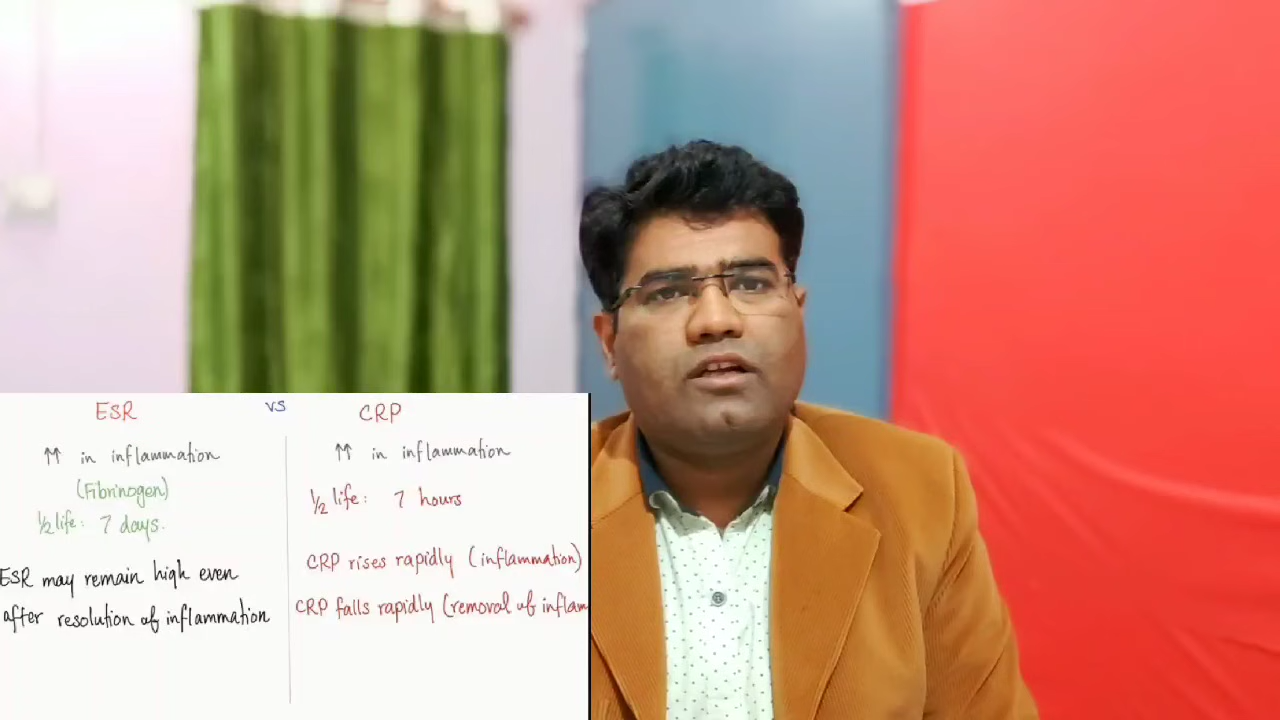 ESR vs CRP
↑↑ in inflammation
(Fibrinogen)
½ life: 7 days.
ESR may remain high even
after resolution of inflammation
↑↑ in inflammation
½ life: 7 hours
CRP rises rapidly (inflammation)
CRP falls rapidly (removal of inflam